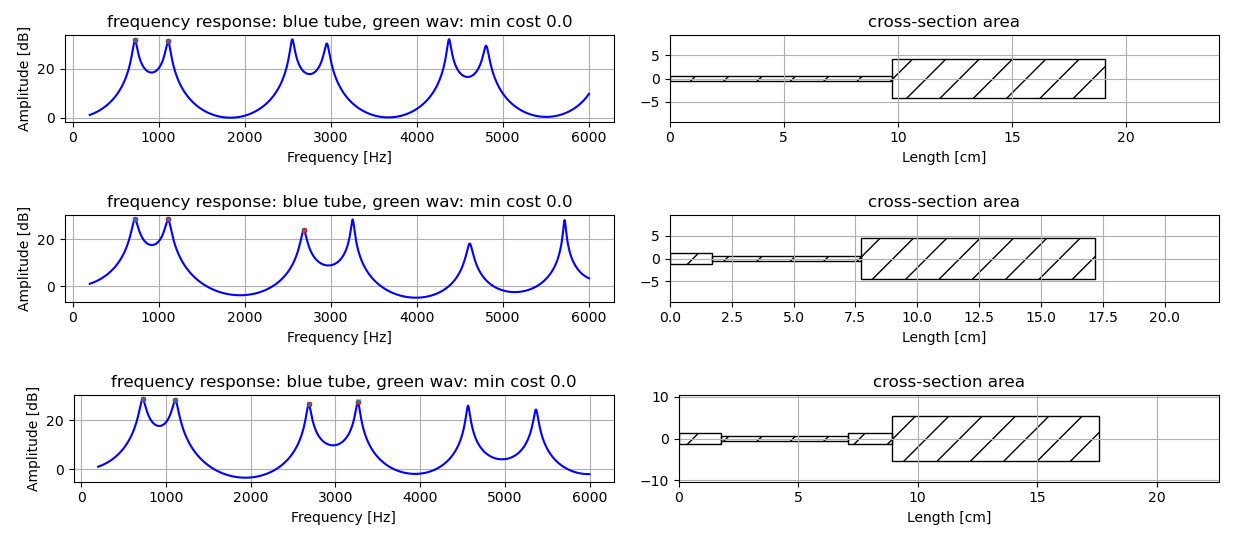 frequency response: blue tube, green wav: min cost 0.0
Amplitude [dB]
20
0
0 1000 2000 3000 4000 5000 6000
Frequency [Hz]
cross-section area
5
0
−5
0 5 10 15 20
Length [cm]
frequency response: blue tube, green wav: min cost 0.0
Amplitude [dB]
20
0
0 1000 2000 3000 4000 5000 6000
Frequency [Hz]
cross-section area
5
0
−5
0.0 2.5 5.0 7.5 10.0 12.5 15.0 17.5 20.0
Length [cm]
frequency response: blue tube, green wav: min cost 0.0
Amplitude [dB]
20
0
0 1000 2000 3000 4000 5000 6000
Frequency [Hz]
cross-section area
10
0
−10
0 5 10 15 20
Length [cm]